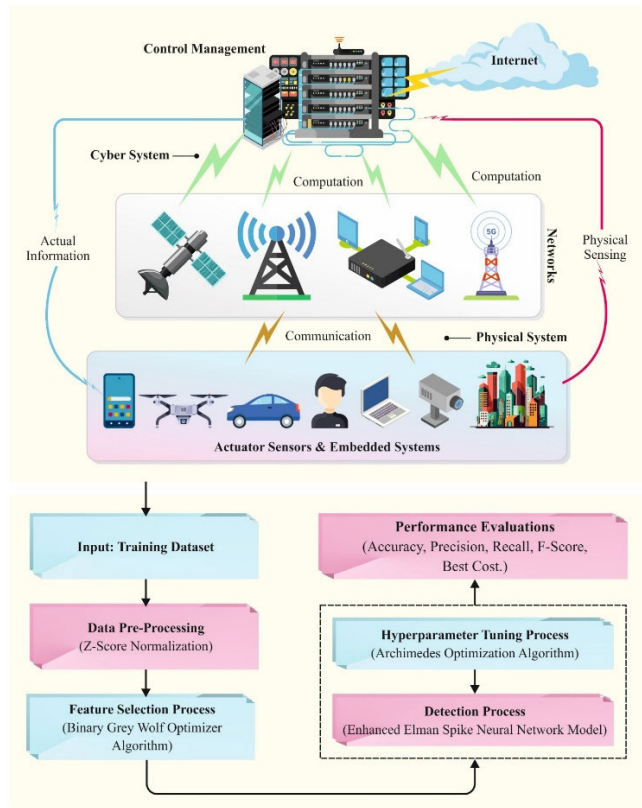 Control Management
Internet
Cyber System
Computation
Computation
Actual
Information
5G
Networks
Physical
Sensing
Communication
Physical System
Actuator Sensors & Embedded Systems
Input: Training Dataset
Data Pre-Processing
(Z-Score Normalization)
Feature Selection Process
(Binary Grey Wolf Optimizer
Algorithm)
Performance Evaluations
(Accuracy, Precision, Recall, F-Score,
Best Cost.)
Hyperparameter Tuning Process
(Archimedes Optimization Algorithm)
Detection Process
(Enhanced Elman Spike Neural Network Model)